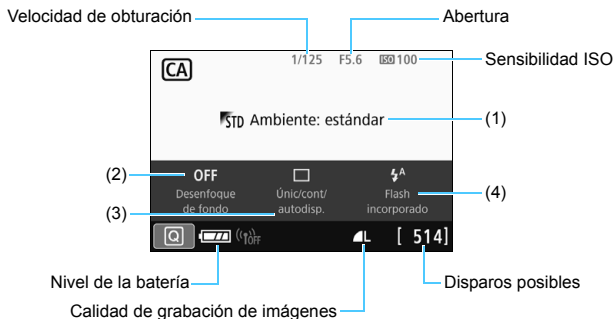 Velocidad de obturación
Abertura
CA 1/125 F5.6 ISO 100
Sensibilidad ISO
STD Ambiente: estándar
(1)
(2)
OFF
Desenfoque
de fondo
(3)
Únic/cont/
autodisp.
A
Flash
incorporado
(4)
Q OFF L [ 514]
Nivel de la batería
Disparos posibles
Calidad de grabación de imágenes